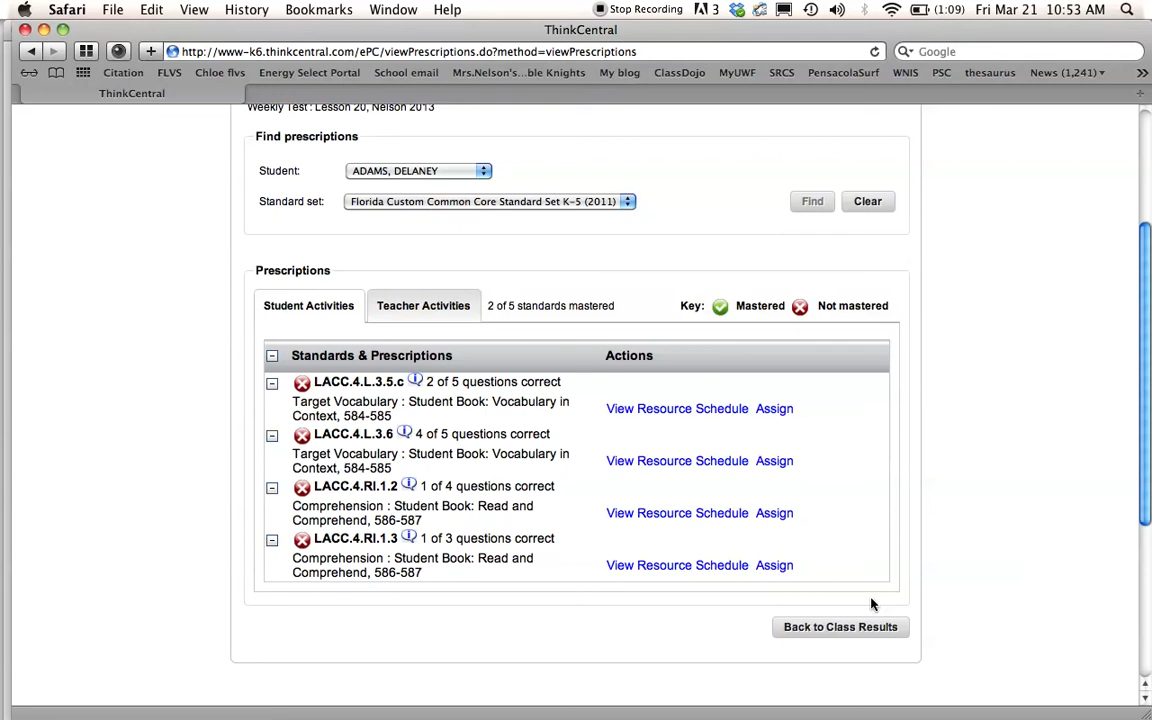 Safari File Edit View History Bookmarks Window Help Stop Recording 3 (1:09) Fri Mar 21 10:53 AM
ThinkCentral
http://www-k6.thinkcentral.com/ePC/viewPrescriptions.do?method=viewPrescriptions Google
Citation FLVS Chloe flvs Energy Select Portal School email Mrs.Nelson's...ble Knights My blog ClassDojo MyUWF SRCS PensacolaSurf WNIS PSC thesaurus News (1,241)
ThinkCentral
Weekly Test : Lesson 20, Nelson 2013
Find prescriptions
Student: ADAMS, DELANEY
Standard set: Florida Custom Common Core Standard Set K-5 (2011) Find Clear
Prescriptions
Student Activities Teacher Activities 2 of 5 standards mastered Key: Mastered Not mastered
Standards & Prescriptions Actions
LACC.4.L.3.5.c 2 of 5 questions correct
Target Vocabulary : Student Book: Vocabulary in
Context, 584-585
View Resource Schedule Assign
LACC.4.L.3.6 4 of 5 questions correct
Target Vocabulary : Student Book: Vocabulary in
Context, 584-585
View Resource Schedule Assign
LACC.4.RI.1.2 1 of 4 questions correct
Comprehension : Student Book: Read and
Comprehend, 586-587
View Resource Schedule Assign
LACC.4.RI.1.3 1 of 3 questions correct
Comprehension : Student Book: Read and
Comprehend, 586-587
View Resource Schedule Assign
Back to Class Results